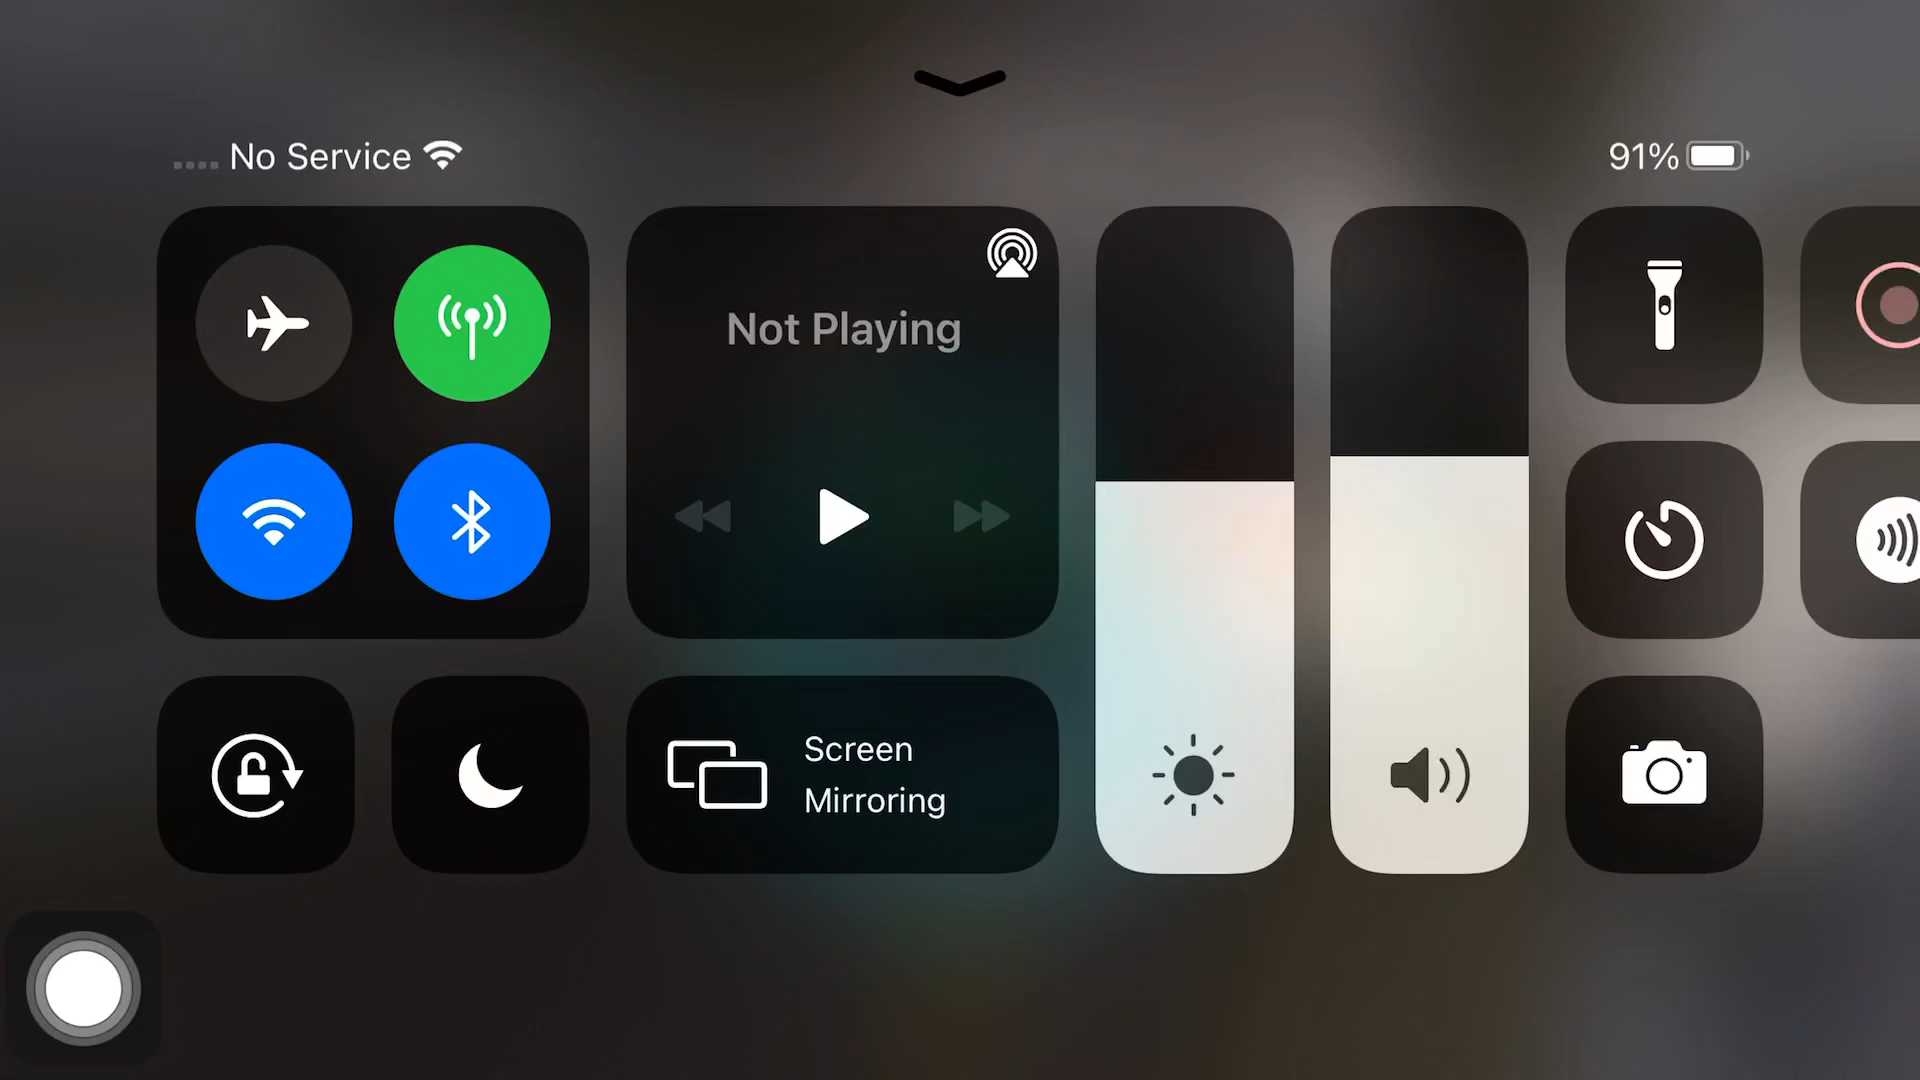 No Service
91%
Not Playing
Screen
Mirroring